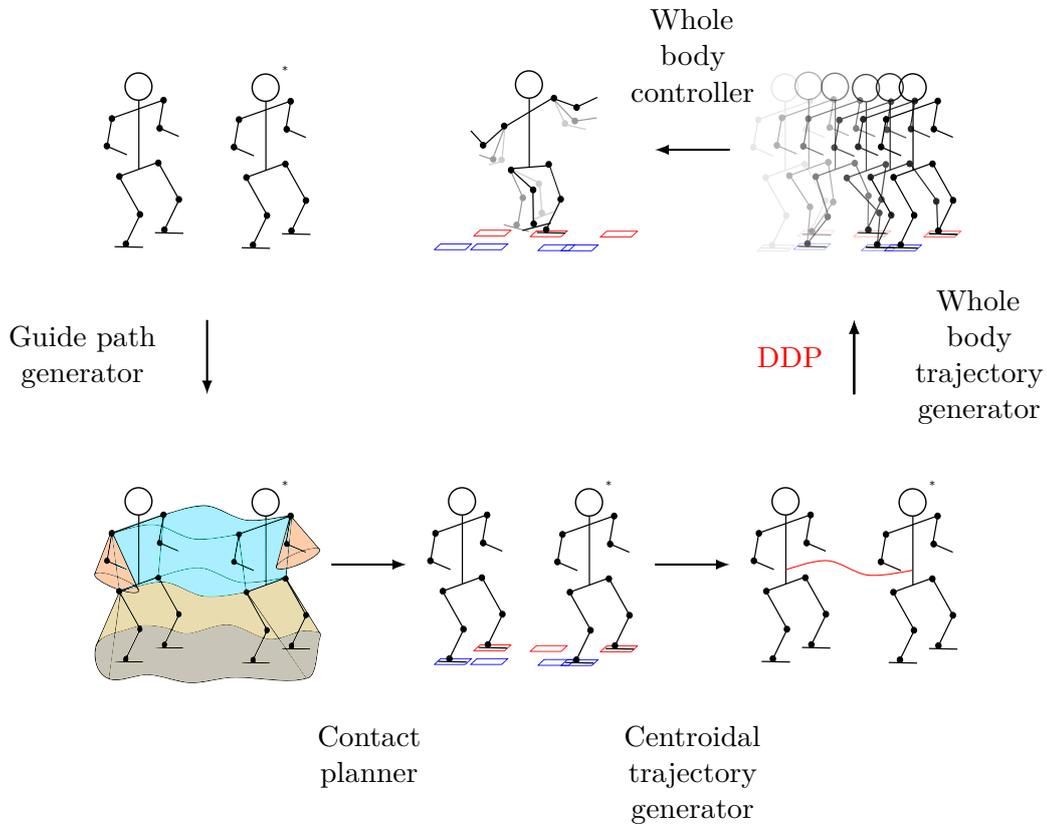 Whole
body
controller
*
Guide path
generator
DDP
Whole
body
trajectory
generator
*
*
*
Contact
planner
Centroidal
trajectory
generator